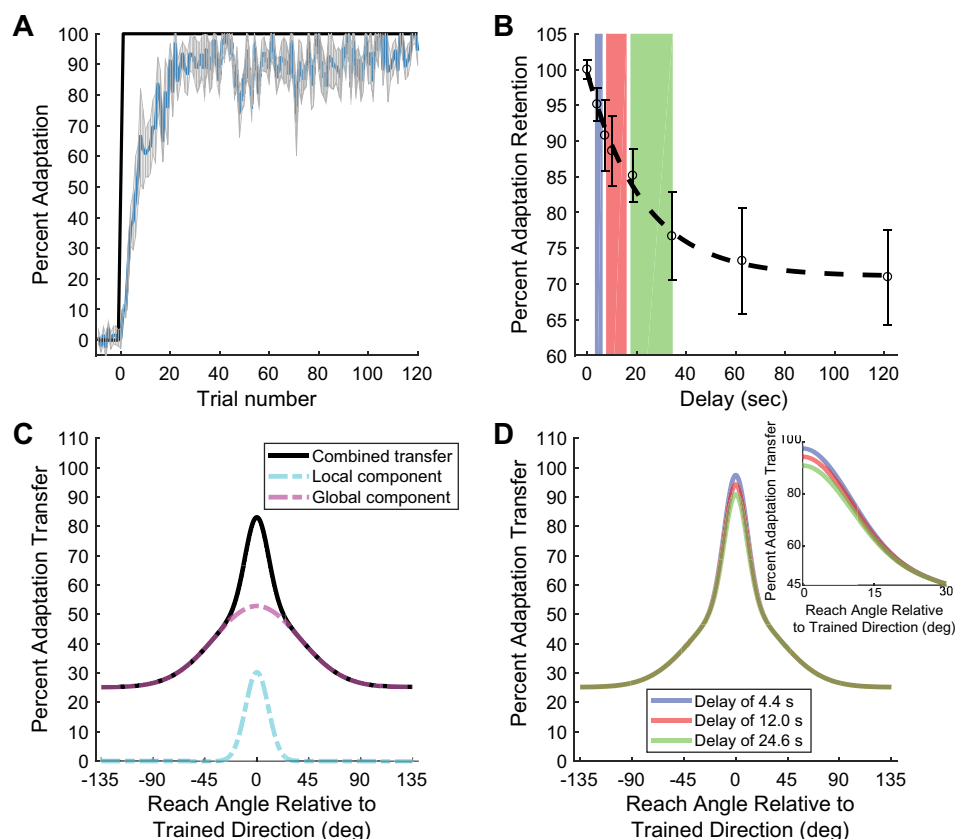 A
Percent Adaptation
100
90
80
70
60
50
40
30
20
10
0
0 20 40 60 80 100 120
Trial number
B
Percent Adaptation Retention
105
100
95
90
85
80
75
70
65
60
0 20 40 60 80 100 120
Delay (sec)
C
Percent Adaptation Transfer
110
100
90
80
70
60
50
40
30
20
10
0
Combined transfer
Local component
Global component
-135 -90 -45 0 45 90 135
Reach Angle Relative to
Trained Direction (deg)
D
Percent Adaptation Transfer
110
100
90
80
70
60
50
40
30
20
10
0
Delay of 4.4 s
Delay of 12.0 s
Delay of 24.6 s
-135 -90 -45 0 45 90 135
Reach Angle Relative to
Trained Direction (deg)
Percent Adaptation Transfer
100
80
60
45
0 15 30
Reach Angle Relative
to Trained Direction (deg)